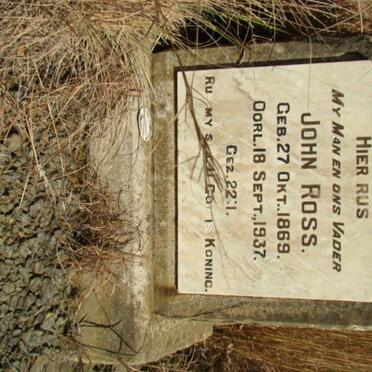 HIER RUS
MY MAN EN ONS VADER
JOHN ROSS.
GEB. 27 OKT. 1869.
OORL. 18 SEPT., 1937.
GEZ. 22.1.
MY IS KONING.